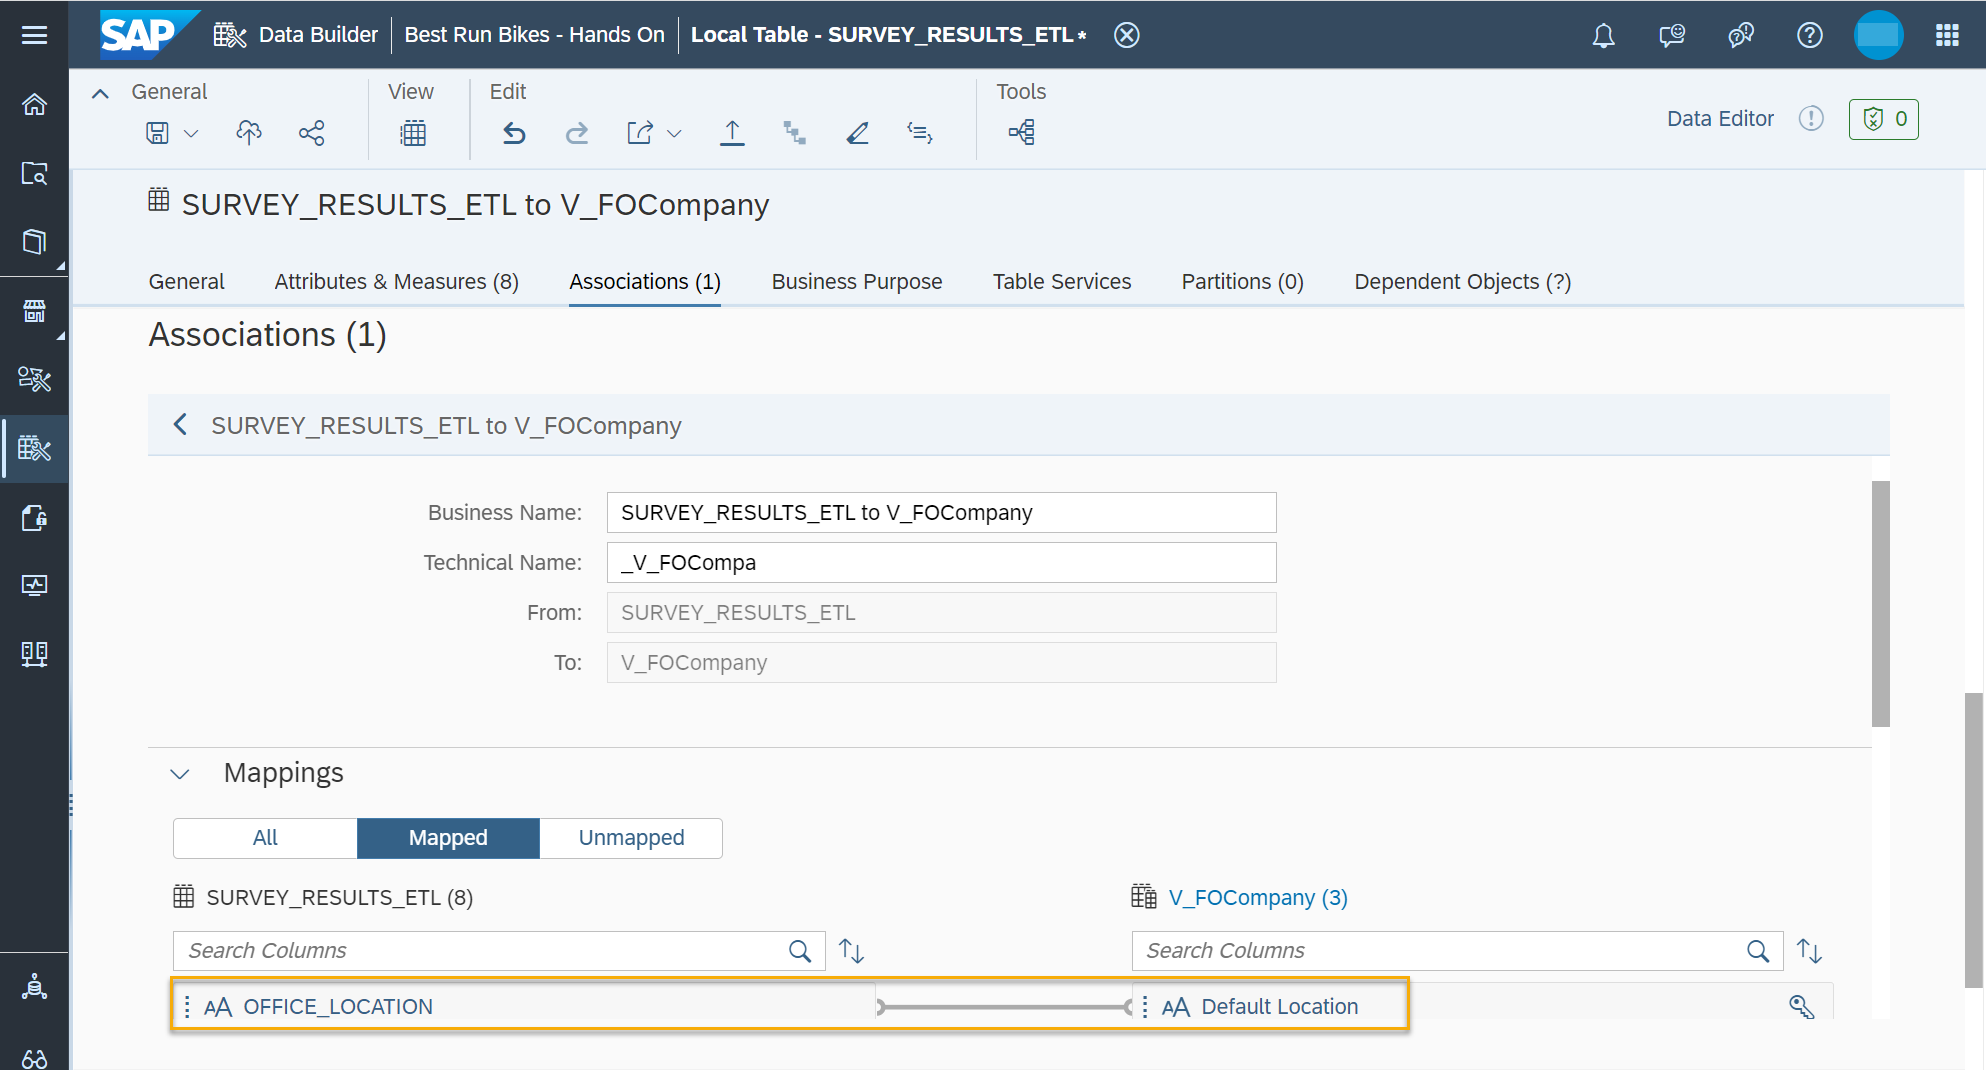 SAP Data Builder Best Run Bikes - Hands On Local Table - SURVEY_RESULTS_ETL *
General View Edit Tools
Data Editor 0
SURVEY_RESULTS_ETL to V_FOCompany
General Attributes & Measures (8) Associations (1) Business Purpose Table Services Partitions (0) Dependent Objects (?)
Associations (1)
SURVEY_RESULTS_ETL to V_FOCompany
Business Name: SURVEY_RESULTS_ETL to V_FOCompany
Technical Name: _V_FOCompa
From: SURVEY_RESULTS_ETL
To: V_FOCompany
Mappings
All Mapped Unmapped
SURVEY_RESULTS_ETL (8) V_FOCompany (3)
Search Columns Search Columns
AA OFFICE_LOCATION AA Default Location